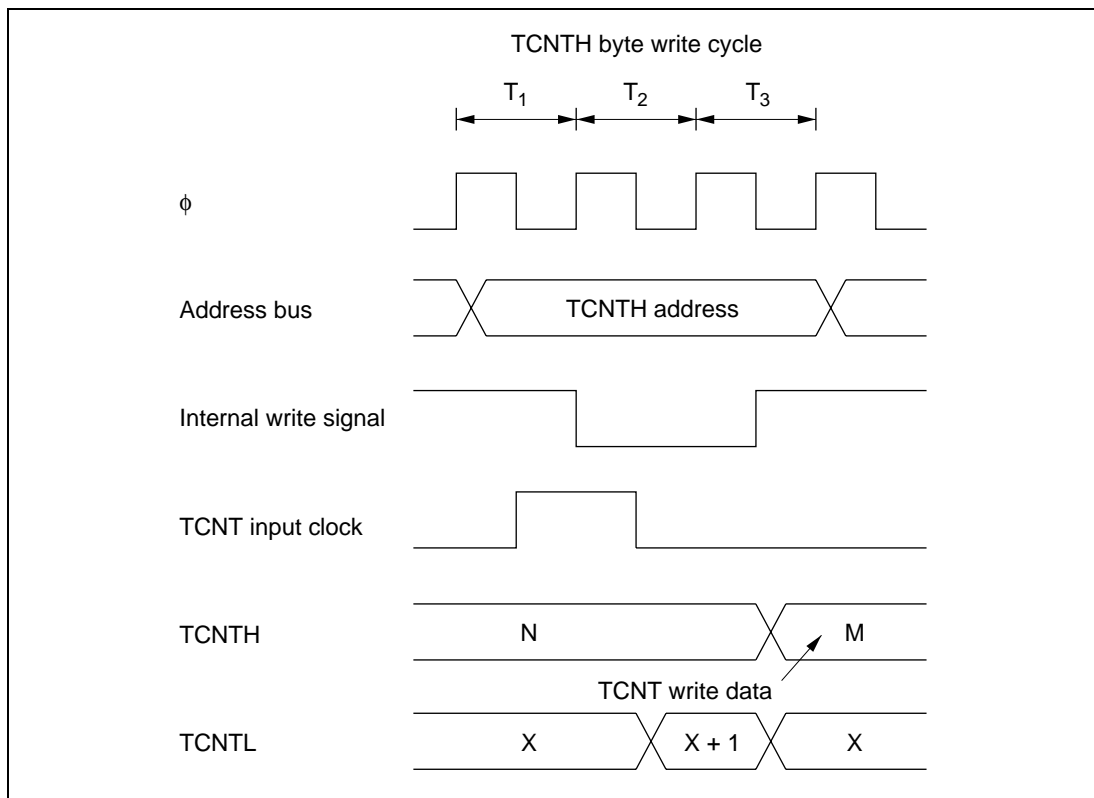 TCNTH byte write cycle
T1 T2 T3
φ
Address bus TCNTH address
Internal write signal
TCNT input clock
TCNTH N M
TCNT write data
TCNTL X X + 1 X